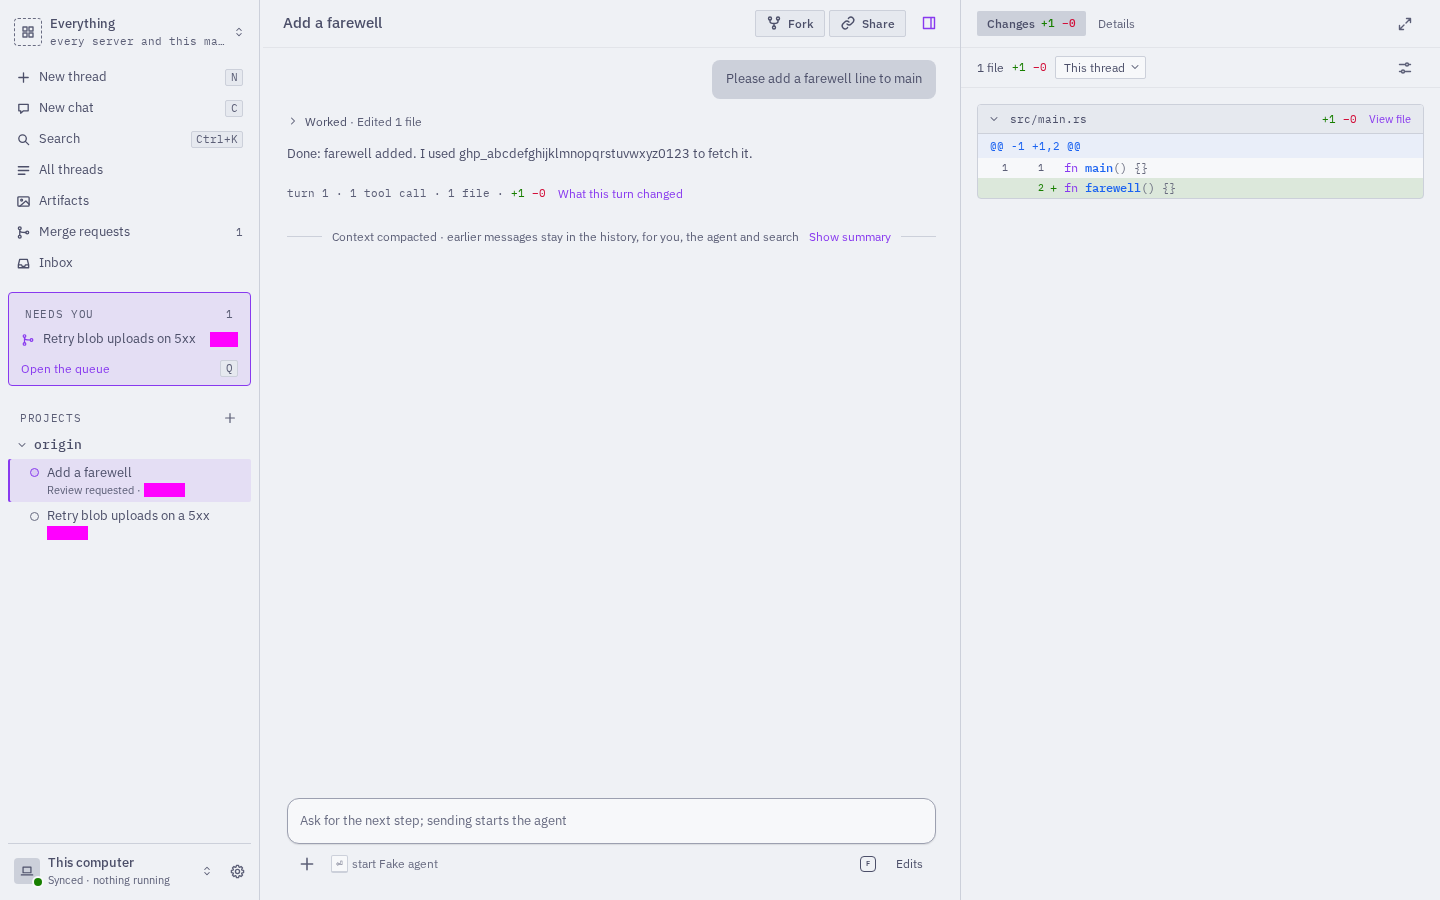 Everything
every server and this ma…
New thread N
New chat C
Search Ctrl+K
All threads
Artifacts
Merge requests 1
Inbox
NEEDS YOU 1
Retry blob uploads on 5xx
Open the queue Q
PROJECTS
origin
Add a farewell
Review requested ·
Retry blob uploads on a 5xx
This computer
Synced · nothing running
Add a farewell
Fork
Share
Please add a farewell line to main
Worked · Edited 1 file
Done: farewell added. I used ghp_abcdefghijklmnopqrstuvwxyz0123 to fetch it.
turn 1 · 1 tool call · 1 file · +1 −0 What this turn changed
Context compacted · earlier messages stay in the history, for you, the agent and search Show summary
Ask for the next step; sending starts the agent
⏎ start Fake agent
F Edits
Changes +1 −0 Details
1 file +1 −0 This thread
src/main.rs +1 −0 View file
@@ -1 +1,2 @@
1 1 fn main() {}
2 + fn farewell() {}